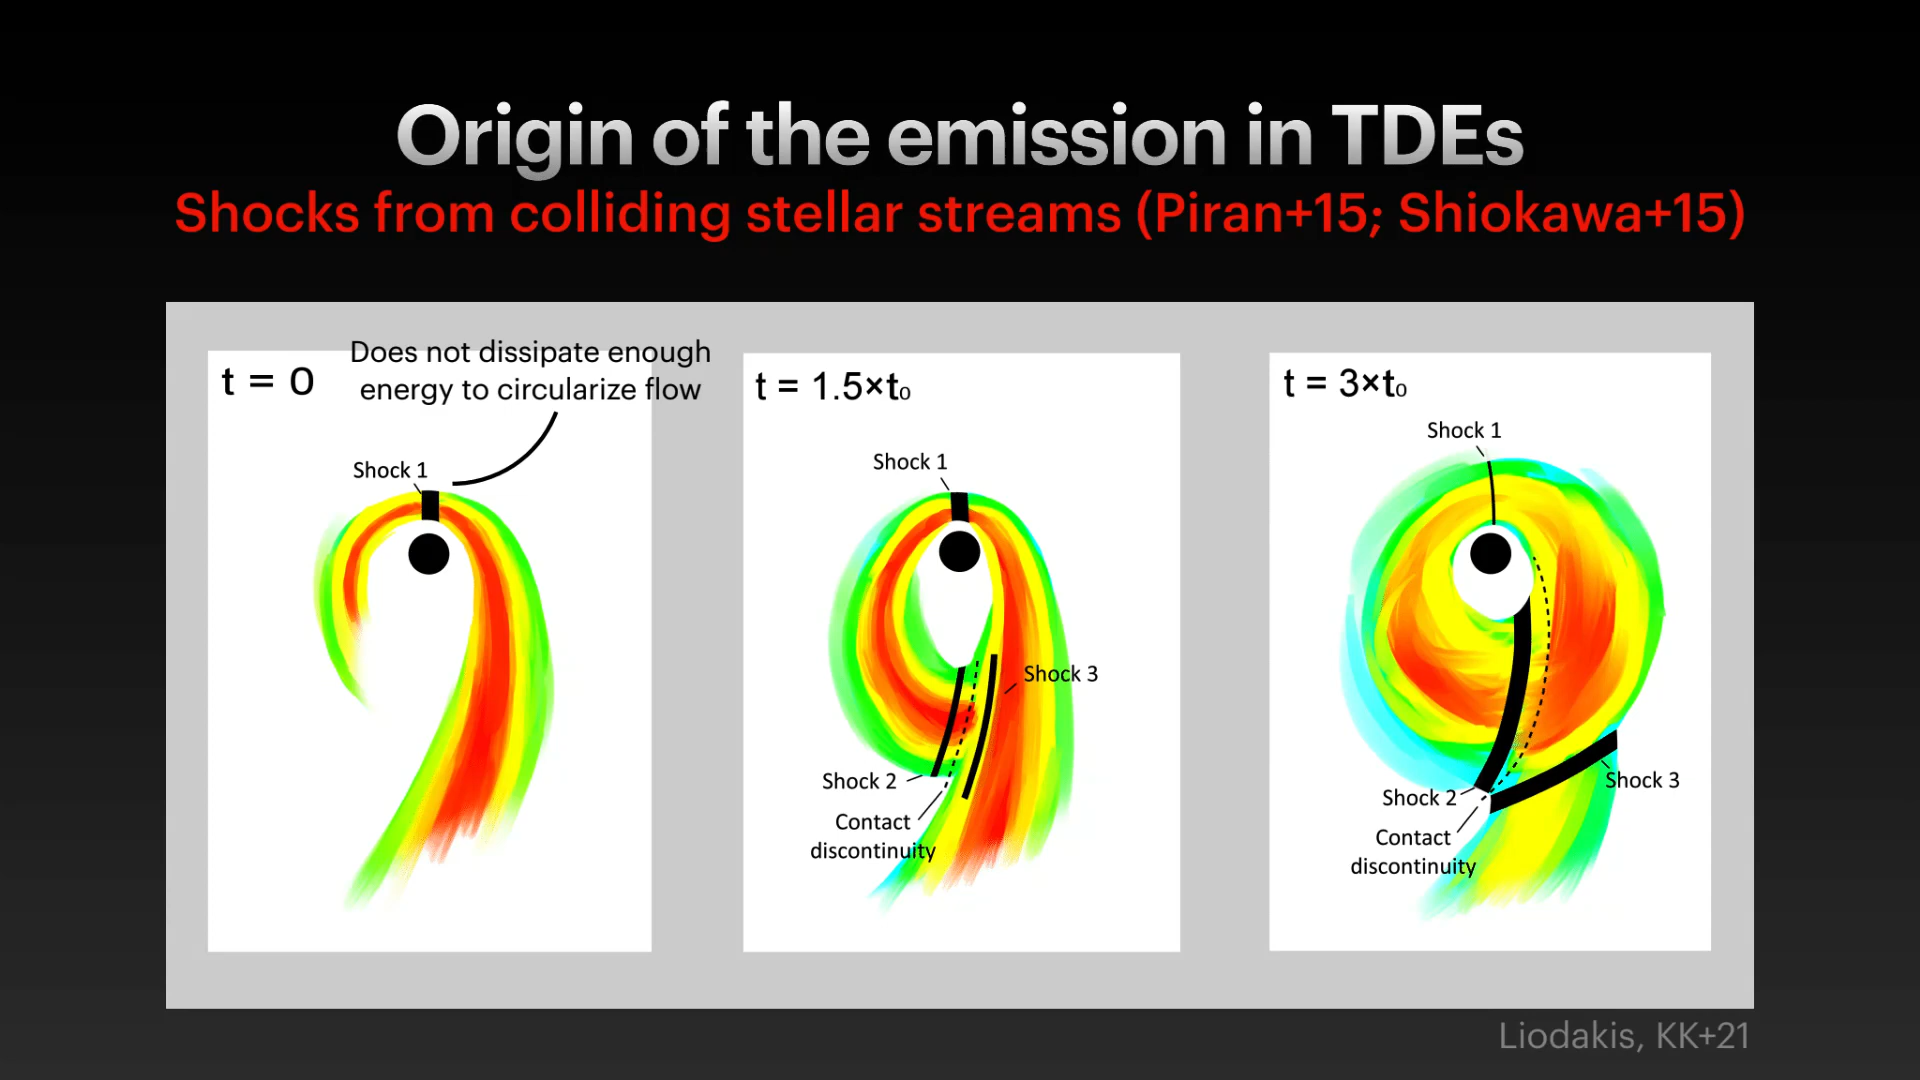 Origin of the emission in TDEs
Shocks from colliding stellar streams (Piran+15; Shiokawa+15)
t = 0
Does not dissipate enough
energy to circularize flow
Shock 1
t = 1.5×t₀
Shock 1
Shock 3
Shock 2
Contact
discontinuity
t = 3×t₀
Shock 1
Shock 3
Shock 2
Contact
discontinuity
Liodakis, KK+21